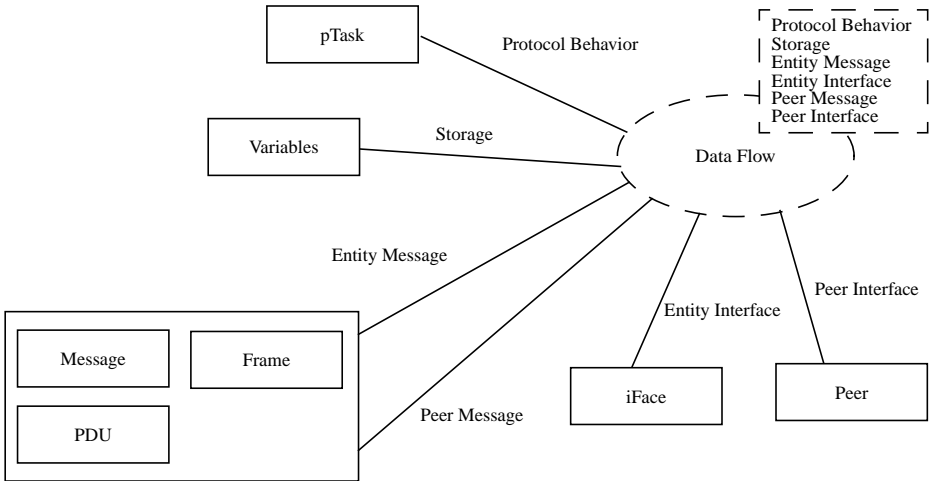 pTask
Protocol Behavior
Protocol Behavior
Storage
Entity Message
Entity Interface
Peer Message
Peer Interface
Variables
Storage
Data Flow
Entity Message
Peer Interface
Entity Interface
Message
Frame
iFace
Peer
Peer Message
PDU